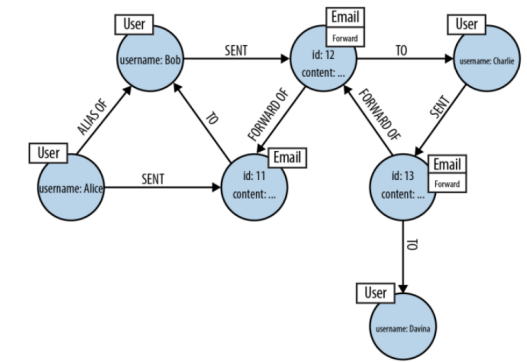 User
username: Bob
SENT
Email
Forward
id: 12
content: ...
TO
User
username: Charlie
ALIAS OF
TO
FORWARD OF
FORWARD OF
SENT
User
username: Alice
SENT
Email
id: 11
content: ...
Email
Forward
id: 13
content: ...
TO
User
username: Davina